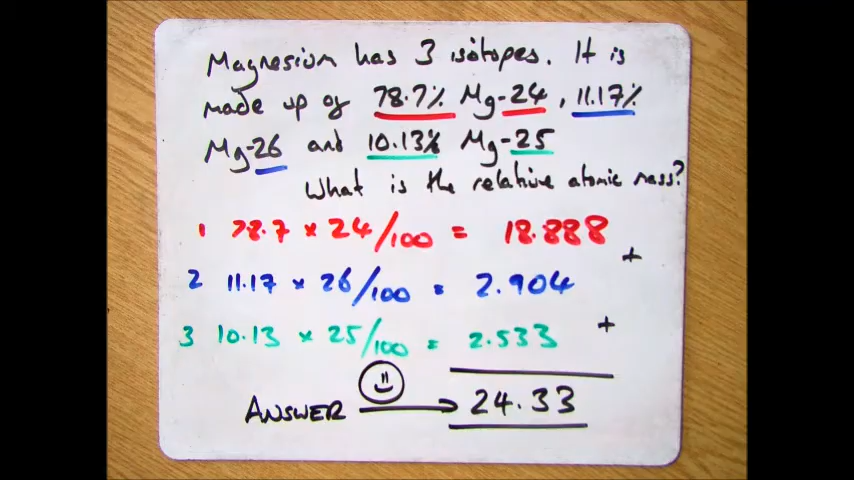 Magnesium has 3 isotopes. It is
made up of 78.7% Mg-24, 11.17%
Mg-26 and 10.13% Mg-25
What is the relative atomic mass?
1 78.7 × 24/100 = 18.888
+
2 11.17 × 26/100 = 2.904
+
3 10.13 × 25/100 = 2.533
ANSWER → 24.33